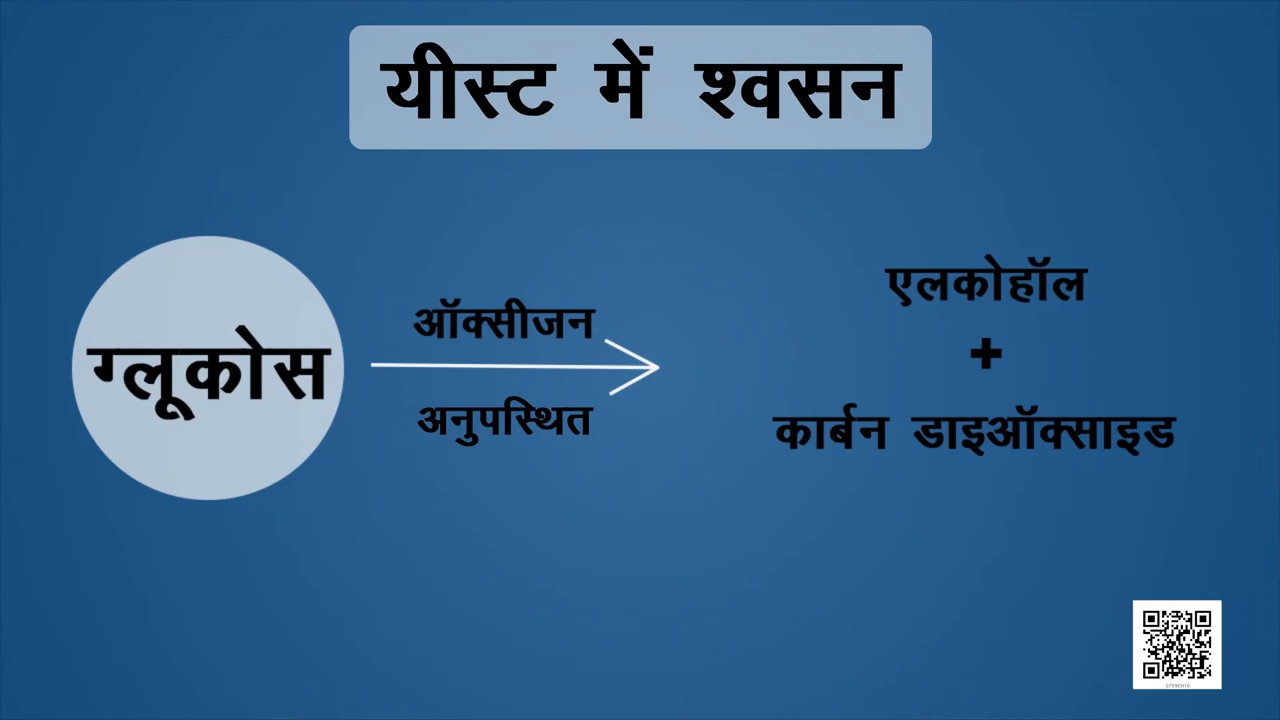 यीस्ट में श्वसन
ग्लूकोस
ऑक्सीजन
अनुपस्थित
एलकोहॉल
+
कार्बन डाइऑक्साइड